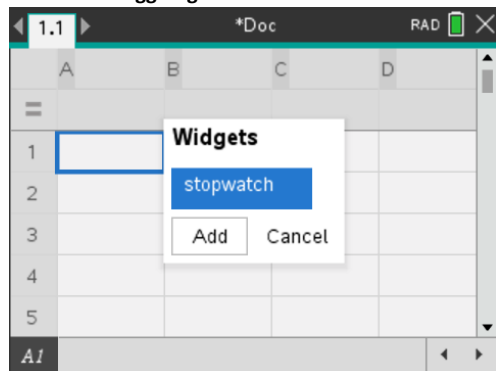 1.1 *Doc RAD
A B C D
=
1
2
3
4
5
Widgets
stopwatch
Add Cancel
A1